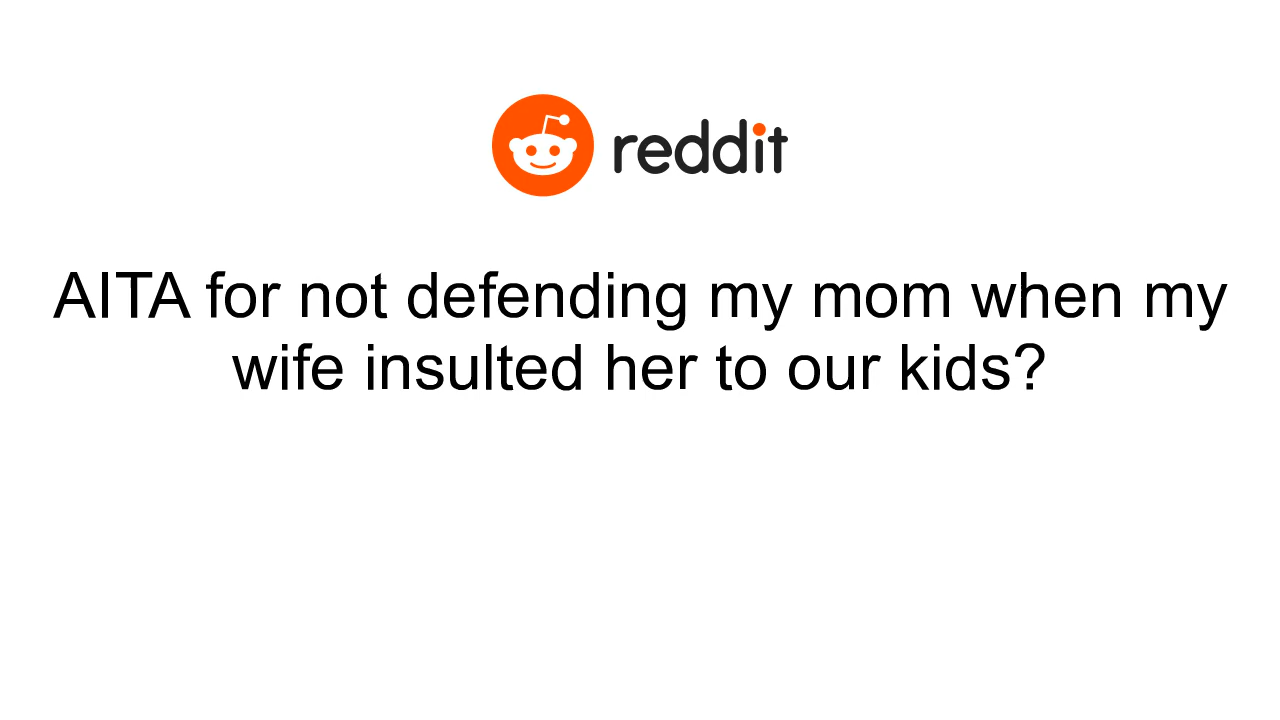 reddit
AITA for not defending my mom when my
wife insulted her to our kids?